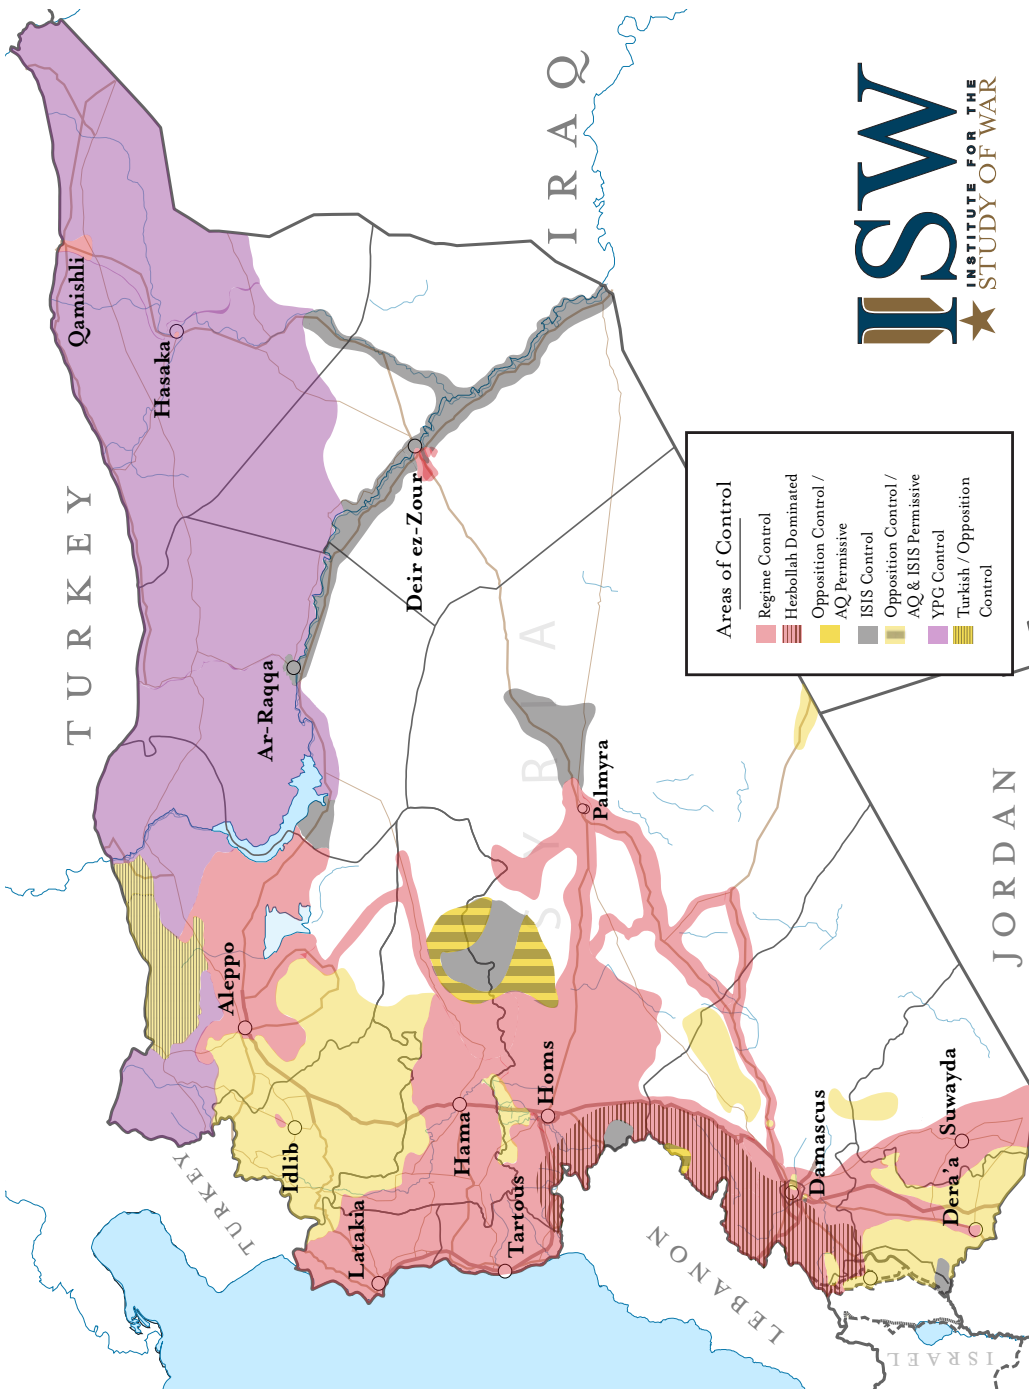 TURKEY
IRAQ
SYRIA
JORDAN
LEBANON
TURKEY
ISRAEL
Qamishli
Hasaka
Ar-Raqqa
Deir ez-Zour
Aleppo
Palmyra
Idlib
Hama
Homs
Latakia
Tartous
Damascus
Suwayda
Dera'a
Areas of Control
Regime Control
Hezbollah Dominated
Opposition Control /
AQ Permissive
ISIS Control
Opposition Control /
AQ & ISIS Permissive
YPG Control
Turkish / Opposition
Control
ISW
INSTITUTE FOR THE
STUDY OF WAR